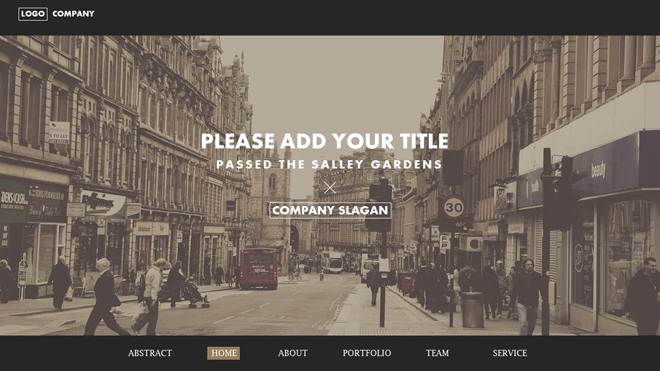 LOGO COMPANY
PLEASE ADD YOUR TITLE
PASSED THE SALLEY GARDENS
COMPANY SLAGAN
30
beauty
ABSTRACT HOME ABOUT PORTFOLIO TEAM SERVICE